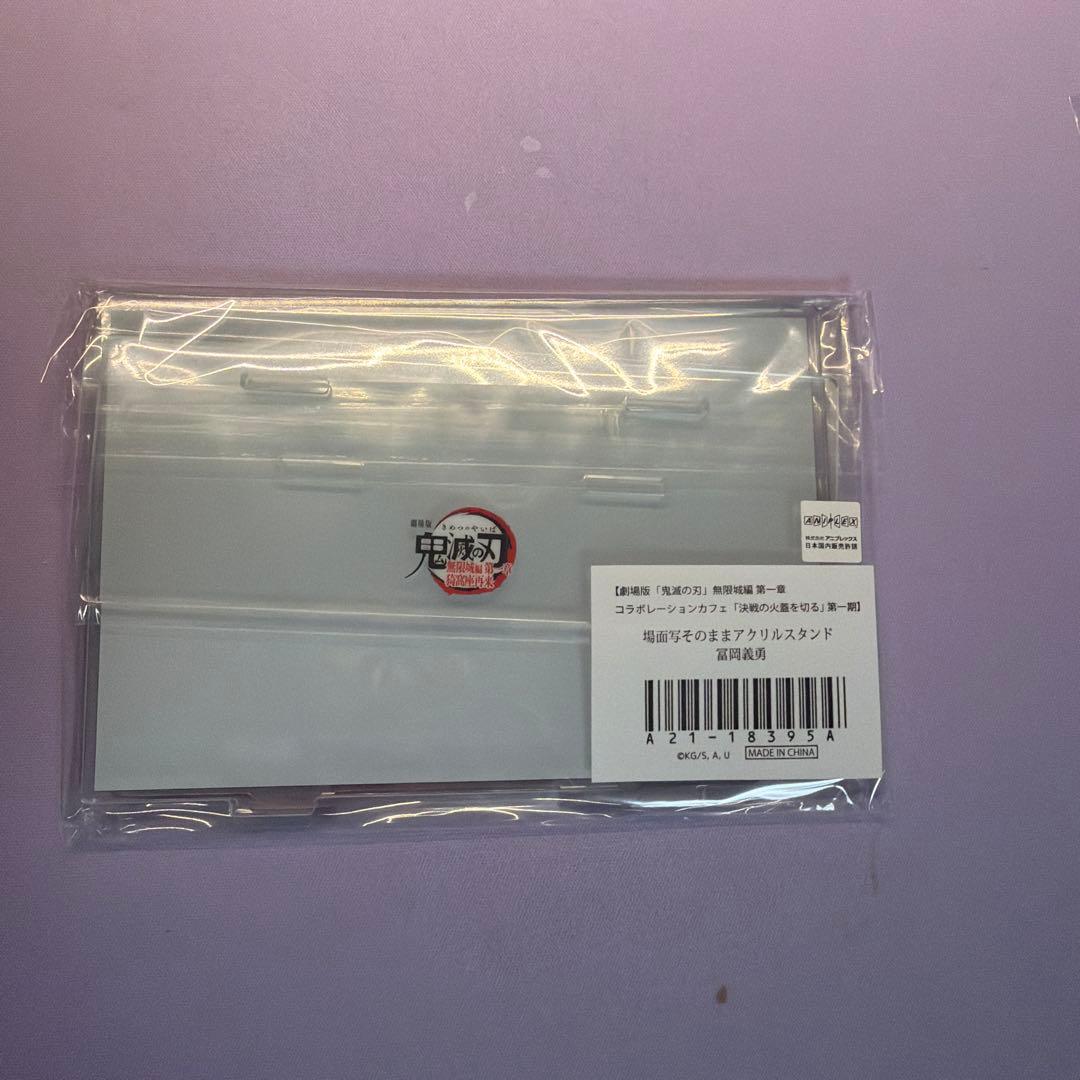 劇場版
きめつのやいば
鬼滅の刃
無限城編 第一章
猗窩座再来
ANIPLEX
株式会社 アニプレックス
日本国内販売許諾
【劇場版「鬼滅の刃」無限城編 第一章
コラボレーションカフェ「決戦の火蓋を切る」第一期】
場面写そのままアクリルスタンド
冨岡義勇
A21-18395A
©KG/S, A, U MADE IN CHINA